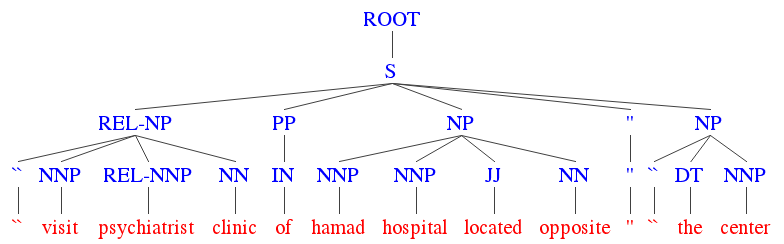 ROOT
S
REL-NP PP NP '' NP
`` NNP REL-NNP NN IN NNP NNP JJ NN '' `` DT NNP
`` visit psychiatrist clinic of hamad hospital located opposite '' `` the center